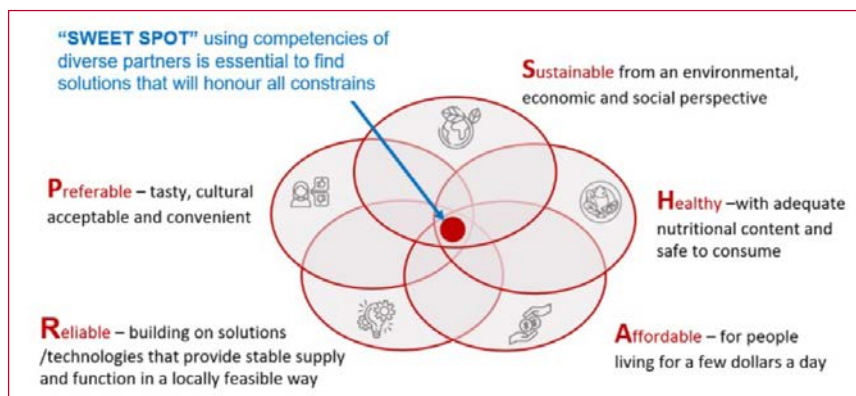 “SWEET SPOT” using competencies of
diverse partners is essential to find
solutions that will honour all constrains
Sustainable from an environmental,
economic and social perspective
Preferable – tasty, cultural
acceptable and convenient
Healthy –with adequate
nutritional content and
safe to consume
Reliable – building on solutions
/technologies that provide stable supply
and function in a locally feasible way
Affordable – for people
living for a few dollars a day